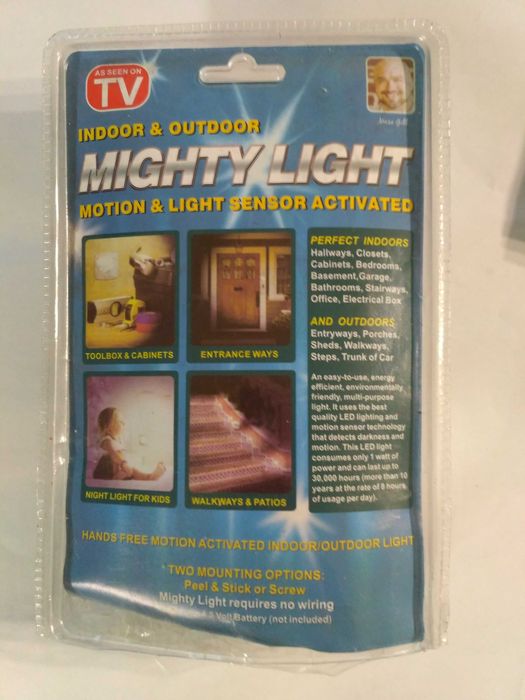 AS SEEN ON
TV
INDOOR & OUTDOOR
MIGHTY LIGHT
MOTION & LIGHT SENSOR ACTIVATED
TOOLBOX & CABINETS
ENTRANCE WAYS
NIGHT LIGHT FOR KIDS
WALKWAYS & PATIOS
PERFECT INDOORS
Hallways, Closets,
Cabinets, Bedrooms,
Basement,Garage,
Bathrooms, Stairways,
Office, Electrical Box
AND OUTDOORS
Entryways, Porches,
Sheds, Walkways,
Steps, Trunk of Car
An easy-to-use, energy
efficient, environmentally
friendly, multi-purpose
light. It uses the best
quality LED lighting and
motion sensor technology
that detects darkness and
motion. This LED light
consumes only 1 watt of
power and can last up to
30,000 hours (more than 10
years at the rate of 8 hours
of usage per day).
HANDS FREE MOTION ACTIVATED INDOOR/OUTDOOR LIGHT
TWO MOUNTING OPTIONS:
Peel & Stick or Screw
Mighty Light requires no wiring
Volt Battery (not included)